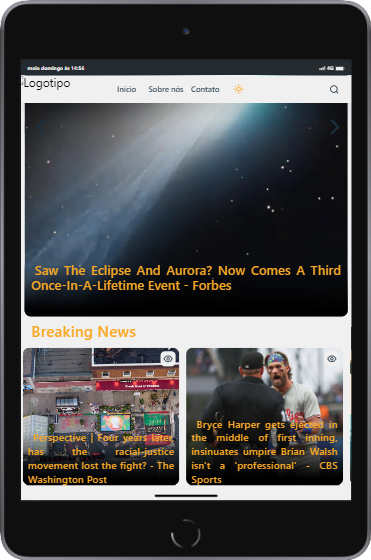 maio domingo às 14:56
4G
Logotipo
Inicio Sobre nós Contato
Saw The Eclipse And Aurora? Now Comes A Third
Once-In-A-Lifetime Event - Forbes
Breaking News
Perspective | Four years later,
has the racial-justice
movement lost the fight? - The
Washington Post
Bryce Harper gets ejected in
the middle of first inning,
insinuates umpire Brian Walsh
isn't a 'professional' - CBS
Sports